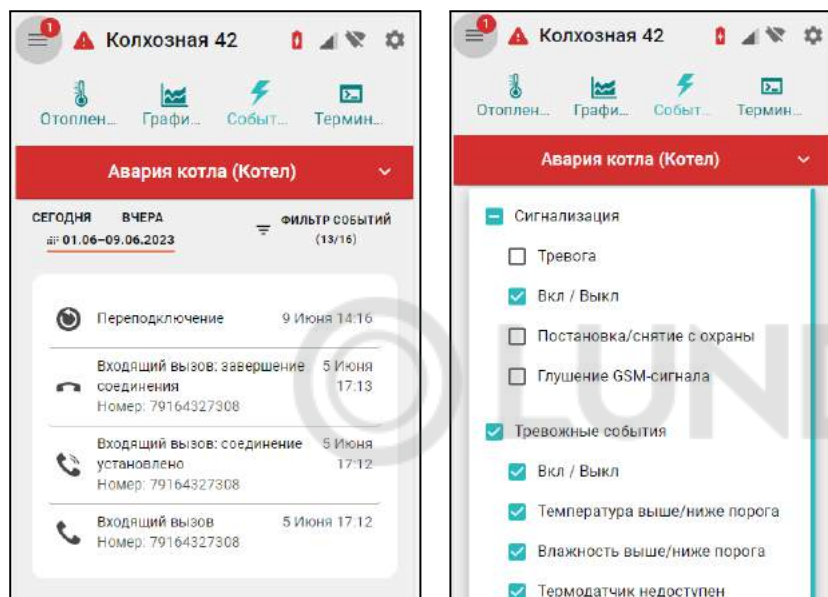 1
Колхозная 42
Отоплен...
Графи...
Событ...
Термин...
Авария котла (Котел)
СЕГОДНЯ
ВЧЕРА
01.06–09.06.2023
ФИЛЬТР СОБЫТИЙ
(13/16)
Переподключение
9 Июня 14:16
Входящий вызов: завершение
соединения
Номер: 79164327308
5 Июня
17:13
Входящий вызов: соединение
установлено
Номер: 79164327308
5 Июня
17:12
Входящий вызов
Номер: 79164327308
5 Июня 17:12
1
Колхозная 42
Отоплен...
Графи...
Событ...
Термин...
Авария котла (Котел)
Сигнализация
Тревога
Вкл / Выкл
Постановка/снятие с охраны
Глушение GSM-сигнала
Тревожные события
Вкл / Выкл
Температура выше/ниже порога
Влажность выше/ниже порога
Термодатчик недоступен
LUND